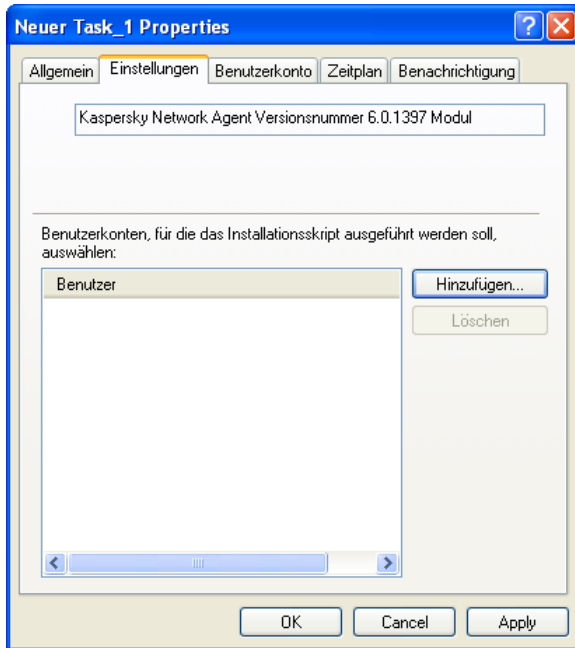 Neuer Task_1 Properties
Allgemein Einstellungen Benutzerkonto Zeitplan Benachrichtigung
Kaspersky Network Agent Versionsnummer 6.0.1397 Modul
Benutzerkonten, für die das Installationsskript ausgeführt werden soll,
auswählen:
Benutzer
Hinzufügen...
Löschen
OK Cancel Apply